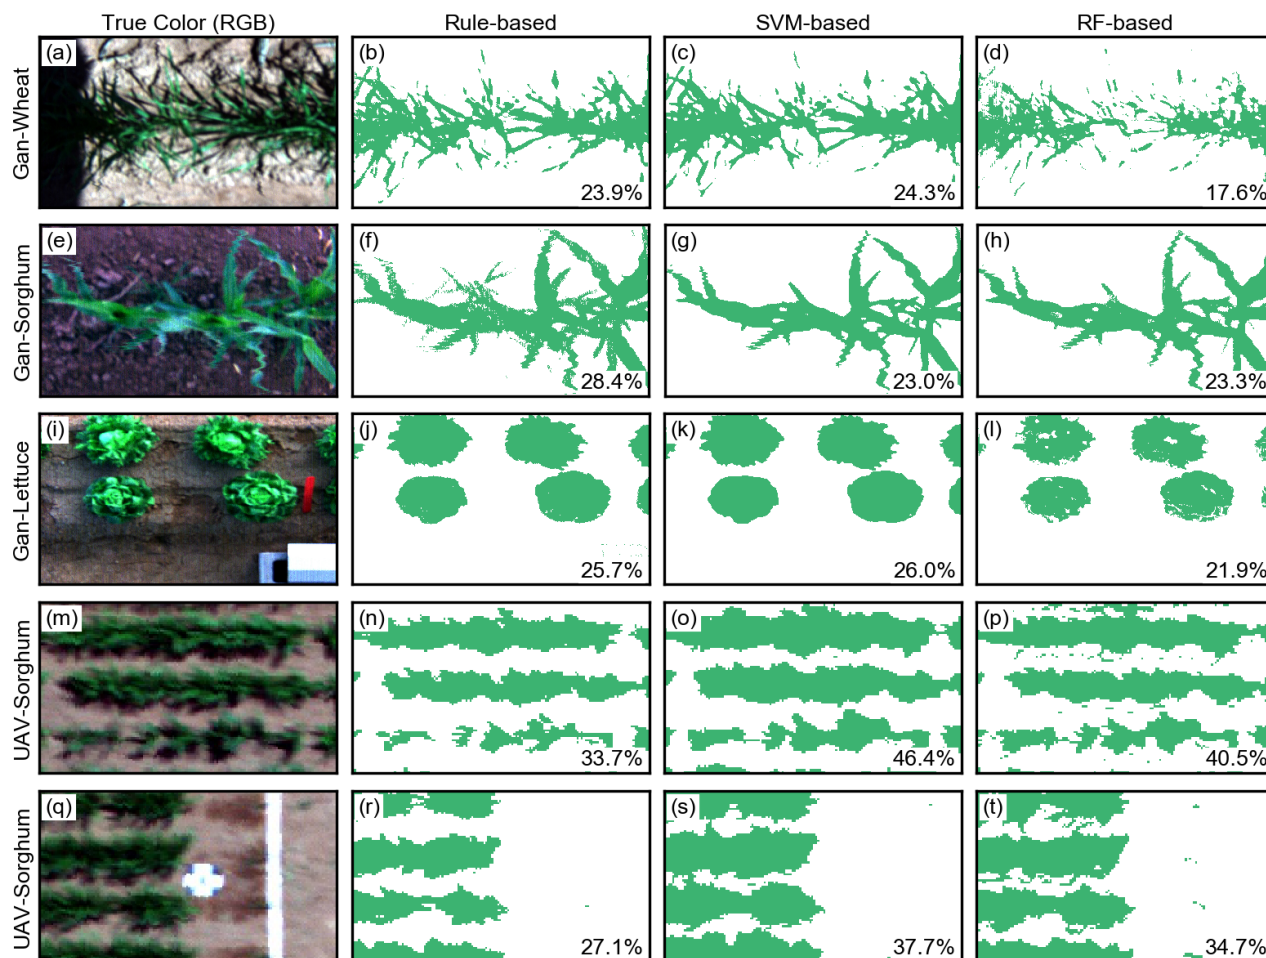 True Color (RGB) Rule-based SVM-based RF-based
Gan-Wheat
(a) (b) (c) (d)
23.9% 24.3% 17.6%
Gan-Sorghum
(e) (f) (g) (h)
28.4% 23.0% 23.3%
Gan-Lettuce
(i) (j) (k) (l)
25.7% 26.0% 21.9%
UAV-Sorghum
(m) (n) (o) (p)
33.7% 46.4% 40.5%
UAV-Sorghum
(q) (r) (s) (t)
27.1% 37.7% 34.7%